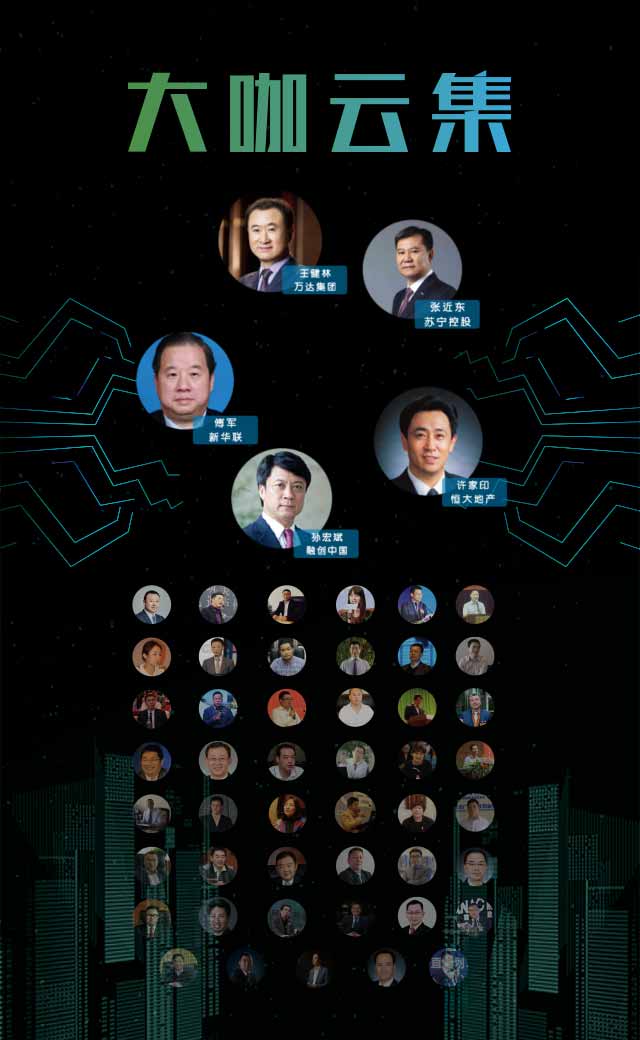 大咖云集
王健林
万达集团
张近东
苏宁控股
傅军
新华联
许家印
恒大地产
孙宏斌
融创中国